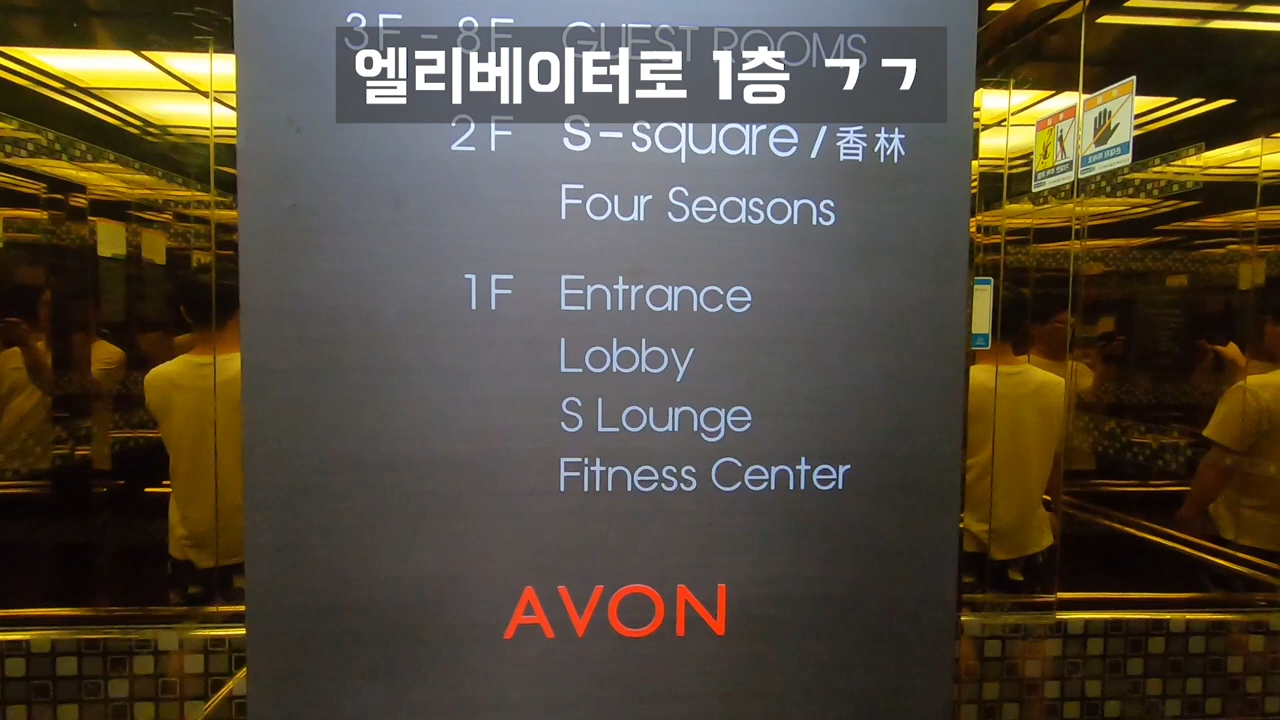 3F - 8F GUEST ROOMS
엘리베이터로 1층 ㄱㄱ
2F S-square / 香林
Four Seasons
1F Entrance
Lobby
S Lounge
Fitness Center
AVON